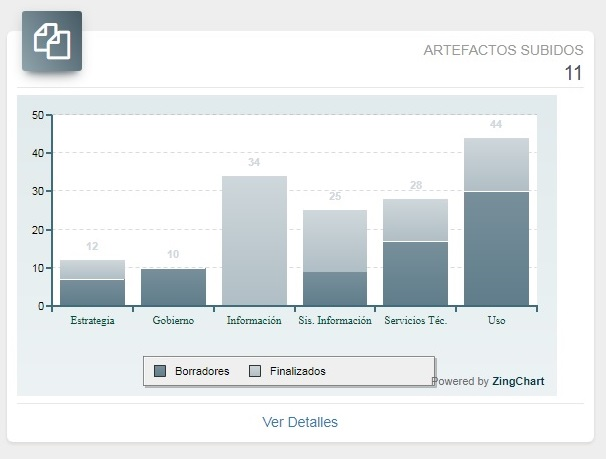 ARTEFACTOS SUBIDOS
11
50
40
30
20
10
0
12
10
34
25
28
44
Estrategia Gobierno Información Sis. Información Servicios Téc. Uso
Borradores Finalizados
Powered by ZingChart
Ver Detalles